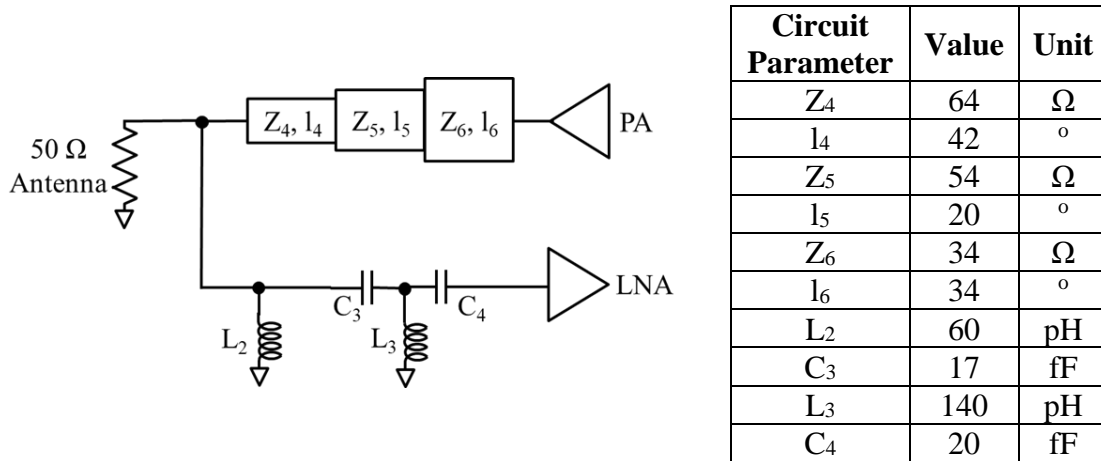 50 Ω
Antenna
Z4, l4
Z5, l5
Z6, l6
PA
L2
C3
L3
C4
LNA
Circuit Parameter Value Unit
Z4 64 Ω
l4 42 o
Z5 54 Ω
l5 20 o
Z6 34 Ω
l6 34 o
L2 60 pH
C3 17 fF
L3 140 pH
C4 20 fF